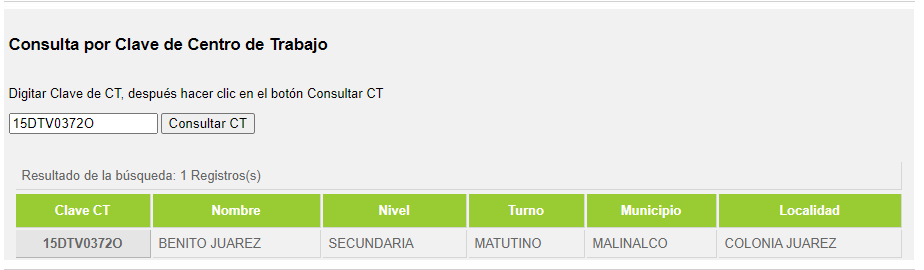 Consulta por Clave de Centro de Trabajo
Digitar Clave de CT, después hacer clic en el botón Consultar CT
15DTV0372O Consultar CT
Resultado de la búsqueda: 1 Registros(s)
Clave CT Nombre Nivel Turno Municipio Localidad
15DTV0372O BENITO JUAREZ SECUNDARIA MATUTINO MALINALCO COLONIA JUAREZ